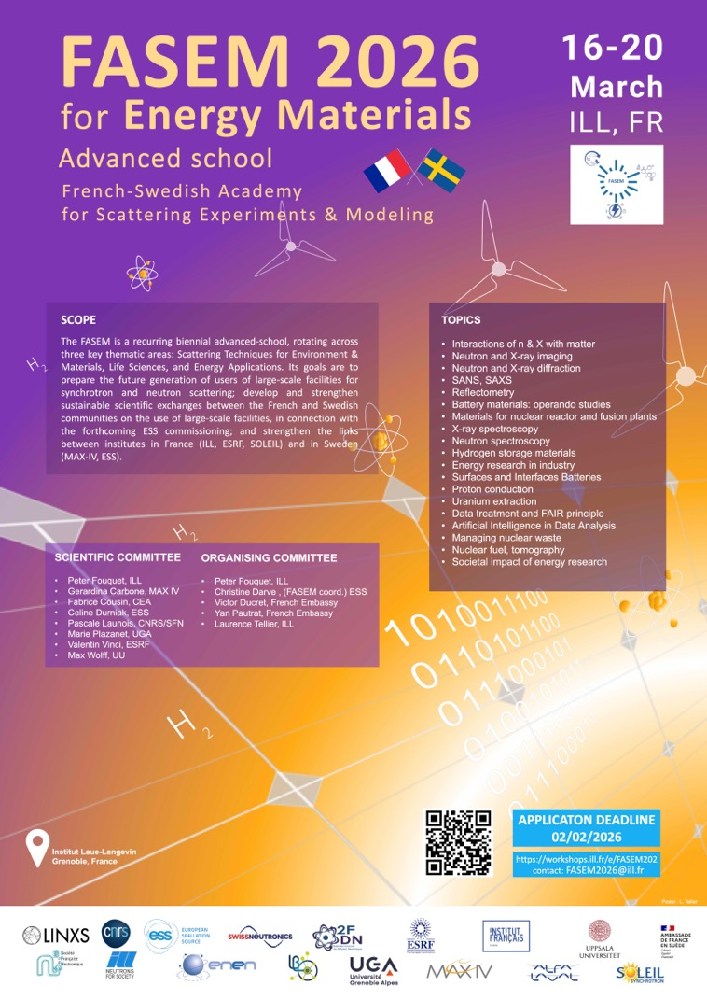 FASEM 2026
for Energy Materials
Advanced school
French-Swedish Academy
for Scattering Experiments & Modeling
16-20
March
ILL, FR
FASEM
SCOPE
The FASEM is a recurring biennial advanced-school, rotating across
three key thematic areas: Scattering Techniques for Environment &
Materials, Life Sciences, and Energy Applications. Its goals are to
prepare the future generation of users of large-scale facilities for
synchrotron and neutron scattering; develop and strengthen
sustainable scientific exchanges between the French and Swedish
communities on the use of large-scale facilities, in connection with
the forthcoming ESS commissioning; and strengthen the links
between institutes in France (ILL, ESRF, SOLEIL) and in Sweden
(MAX-IV, ESS).
TOPICS
• Interactions of n & X with matter
• Neutron and X-ray imaging
• Neutron and X-ray diffraction
• SANS, SAXS
• Reflectometry
• Battery materials: operando studies
• Materials for nuclear reactor and fusion plants
• X-ray spectroscopy
• Neutron spectroscopy
• Hydrogen storage materials
• Energy research in industry
• Surfaces and Interfaces Batteries
• Proton conduction
• Uranium extraction
• Data treatment and FAIR principle
• Artificial Intelligence in Data Analysis
• Managing nuclear waste
• Nuclear fuel, tomography
• Societal impact of energy research
H2
H2
SCIENTIFIC COMMITTEE
• Peter Fouquet, ILL
• Gerardina Carbone, MAX IV
• Fabrice Cousin, CEA
• Celine Durniak, ESS
• Pascale Launois, CNRS/SFN
• Marie Plazanet, UGA
• Valentin Vinci, ESRF
• Max Wolff, UU
ORGANISING COMMITTEE
• Peter Fouquet, ILL
• Christine Darve , (FASEM coord.) ESS
• Victor Ducret, French Embassy
• Yan Pautrat, French Embassy
• Laurence Tellier, ILL
1010011100
0110101100
0111000101
H2
Institut Laue-Langevin
Grenoble, France
APPLICATON DEADLINE
02/02/2026
https://workshops.ill.fr/e/FASEM202
contact: FASEM2026@ill.fr
LINXS
cnrs
ess
EUROPEAN
SPALLATION
SOURCE
SWISSNEUTRONICS
2F
DN
ESRF
INSTITUT
FRANÇAIS
UPPSALA
UNIVERSITET
AMBASSADE
DE FRANCE
EN SUÈDE
Société
Française
Neutronique
NEUTRONS
FOR SOCIETY
enen
UGA
Université
Grenoble Alpes
MAXIV
ALFA
LAVAL
SOLEIL
SYNCHROTRON